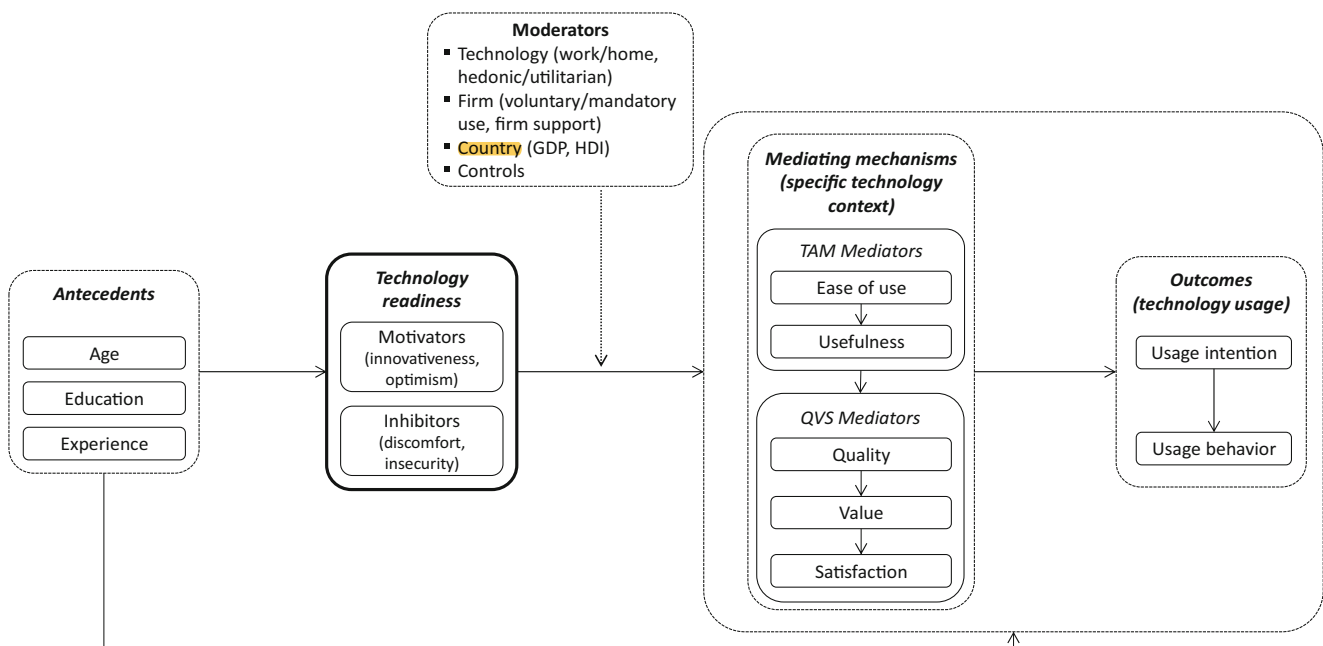 Moderators
▪ Technology (work/home,
hedonic/utilitarian)
▪ Firm (voluntary/mandatory
use, firm support)
▪ Country (GDP, HDI)
▪ Controls
Antecedents
Age
Education
Experience
Technology
readiness
Motivators
(innovativeness,
optimism)
Inhibitors
(discomfort,
insecurity)
Mediating mechanisms
(specific technology
context)
TAM Mediators
Ease of use
Usefulness
QVS Mediators
Quality
Value
Satisfaction
Outcomes
(technology usage)
Usage intention
Usage behavior